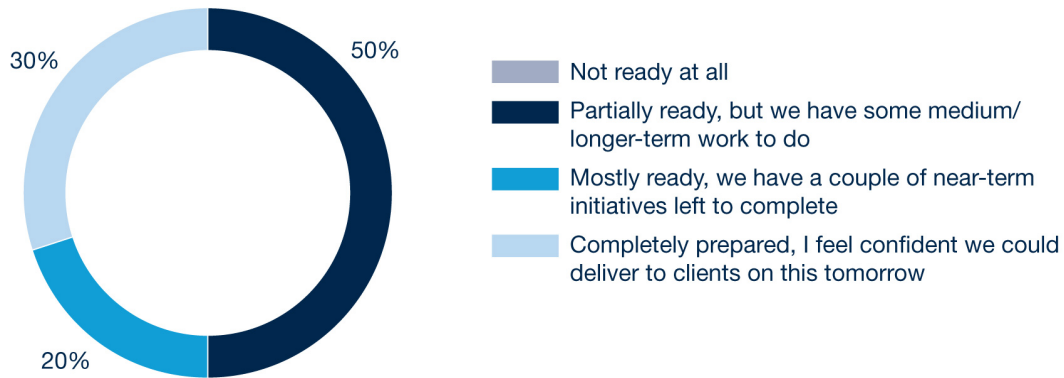 30%
50%
20%
Not ready at all
Partially ready, but we have some medium/
longer-term work to do
Mostly ready, we have a couple of near-term
initiatives left to complete
Completely prepared, I feel confident we could
deliver to clients on this tomorrow